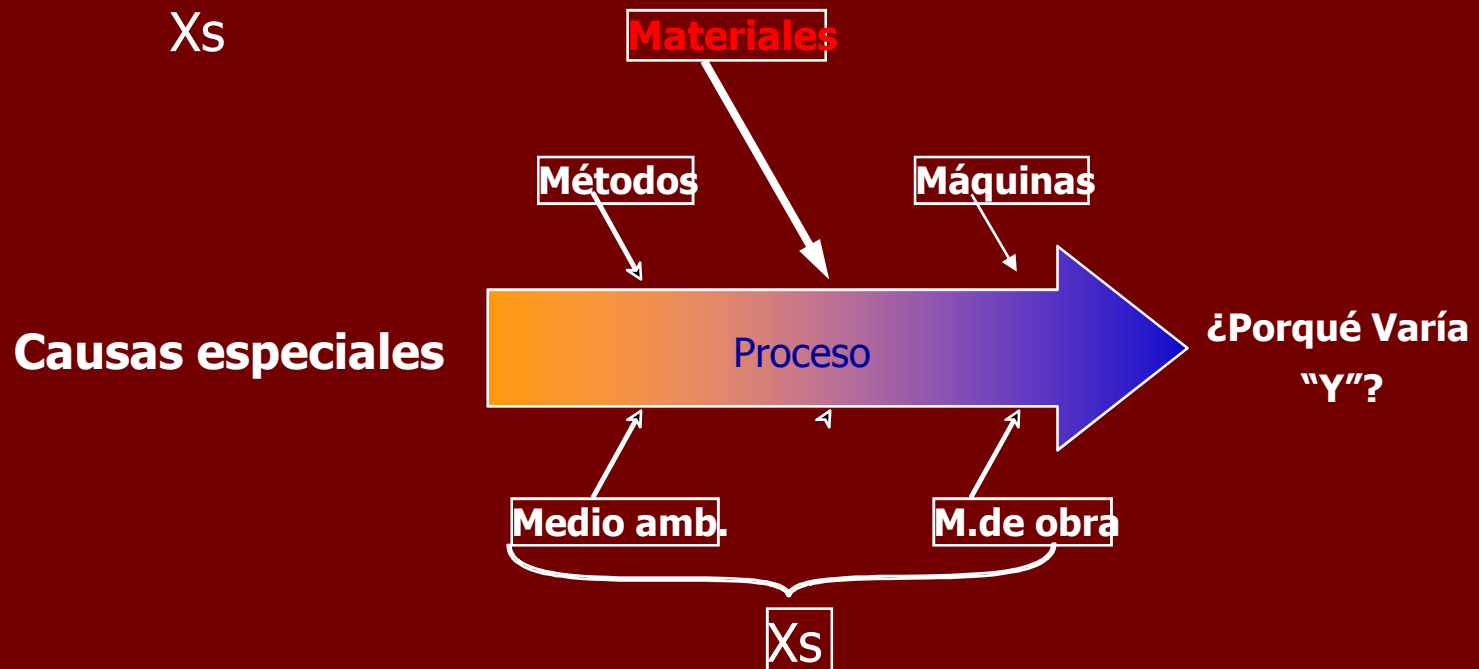 Xs
Materiales
Métodos
Máquinas
Causas especiales
Proceso
¿Porqué Varía
“Y”?
Medio amb.
M.de obra
Xs